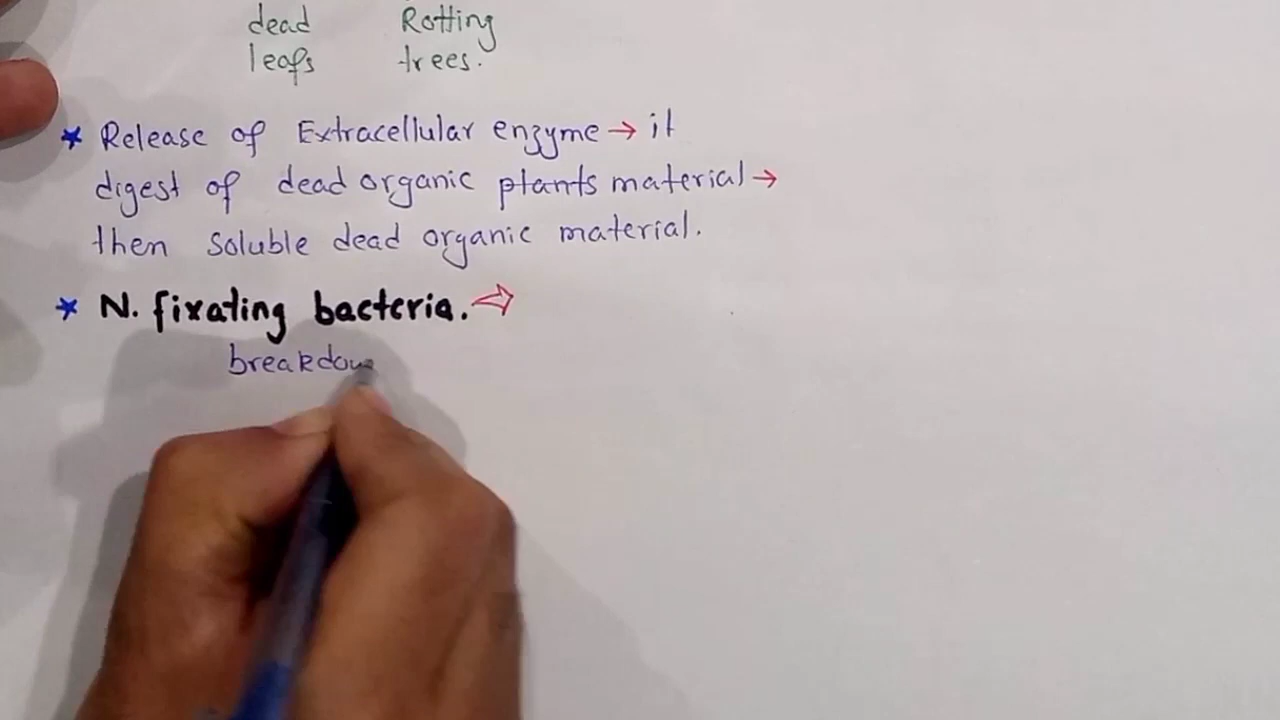 dead Rotting
leafs trees.
★ Release of Extracellular enzyme → it
digest of dead organic plants material →
then soluble dead organic material.
★ N. fixating bacteria. ⇒